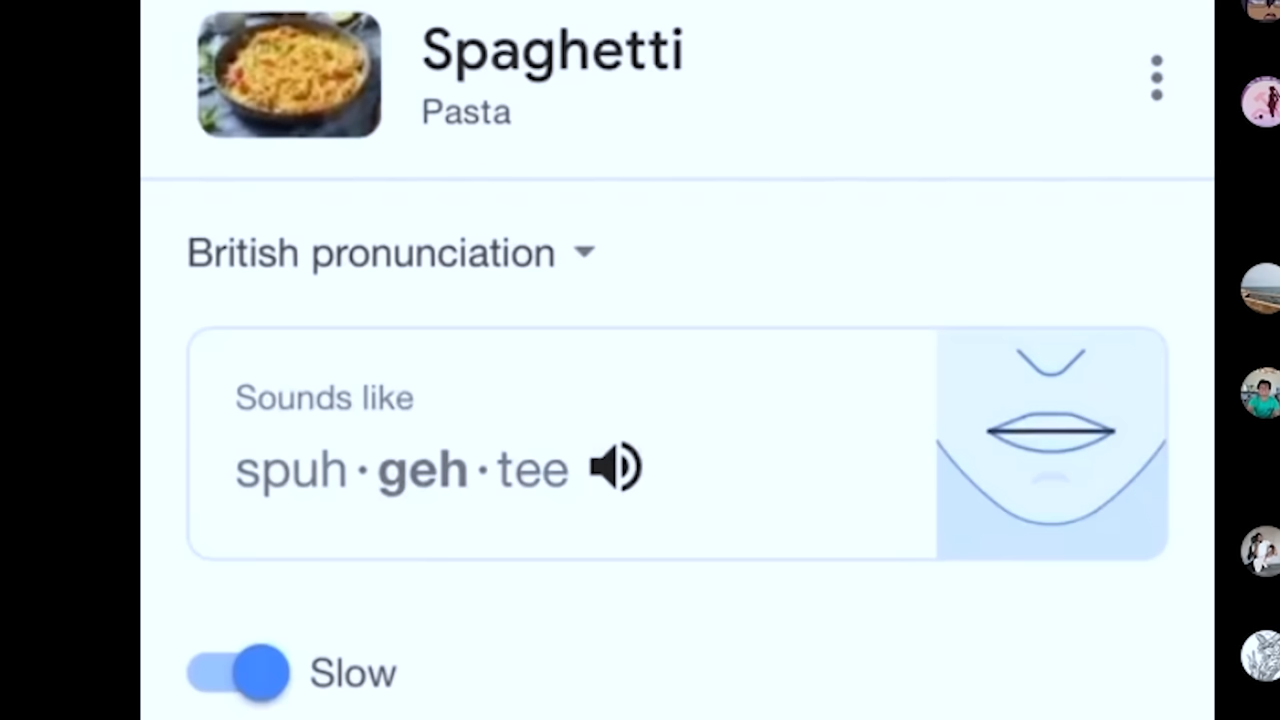 Spaghetti
Pasta
British pronunciation
Sounds like
spuh · geh · tee
Slow